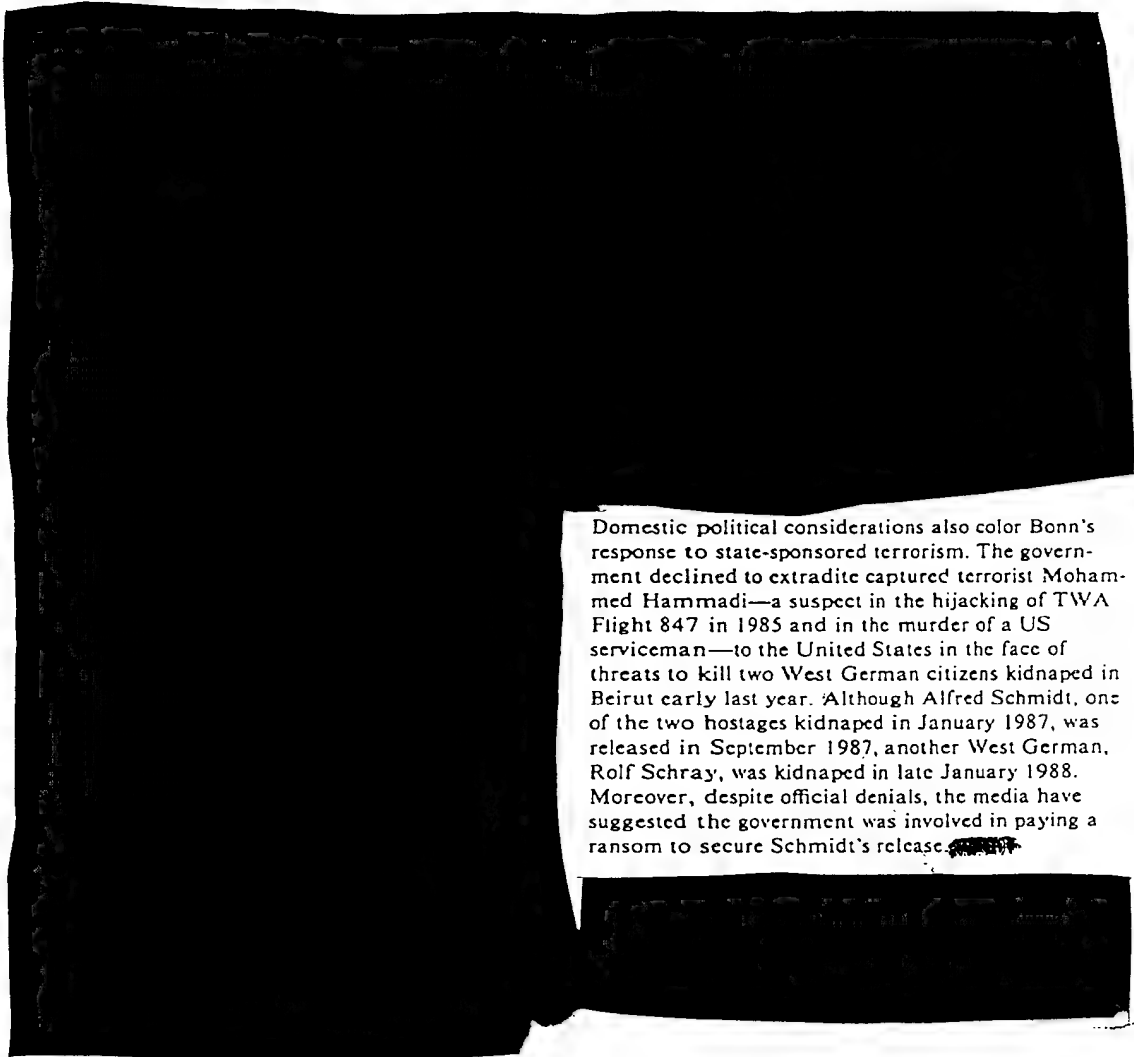 Domestic political considerations also color Bonn's
response to state-sponsored terrorism. The govern-
ment declined to extradite captured terrorist Moham-
med Hammadi—a suspect in the hijacking of TWA
Flight 847 in 1985 and in the murder of a US
serviceman—to the United States in the face of
threats to kill two West German citizens kidnaped in
Beirut early last year. Although Alfred Schmidt, one
of the two hostages kidnaped in January 1987, was
released in September 1987, another West German,
Rolf Schray, was kidnaped in late January 1988.
Moreover, despite official denials, the media have
suggested the government was involved in paying a
ransom to secure Schmidt's release.